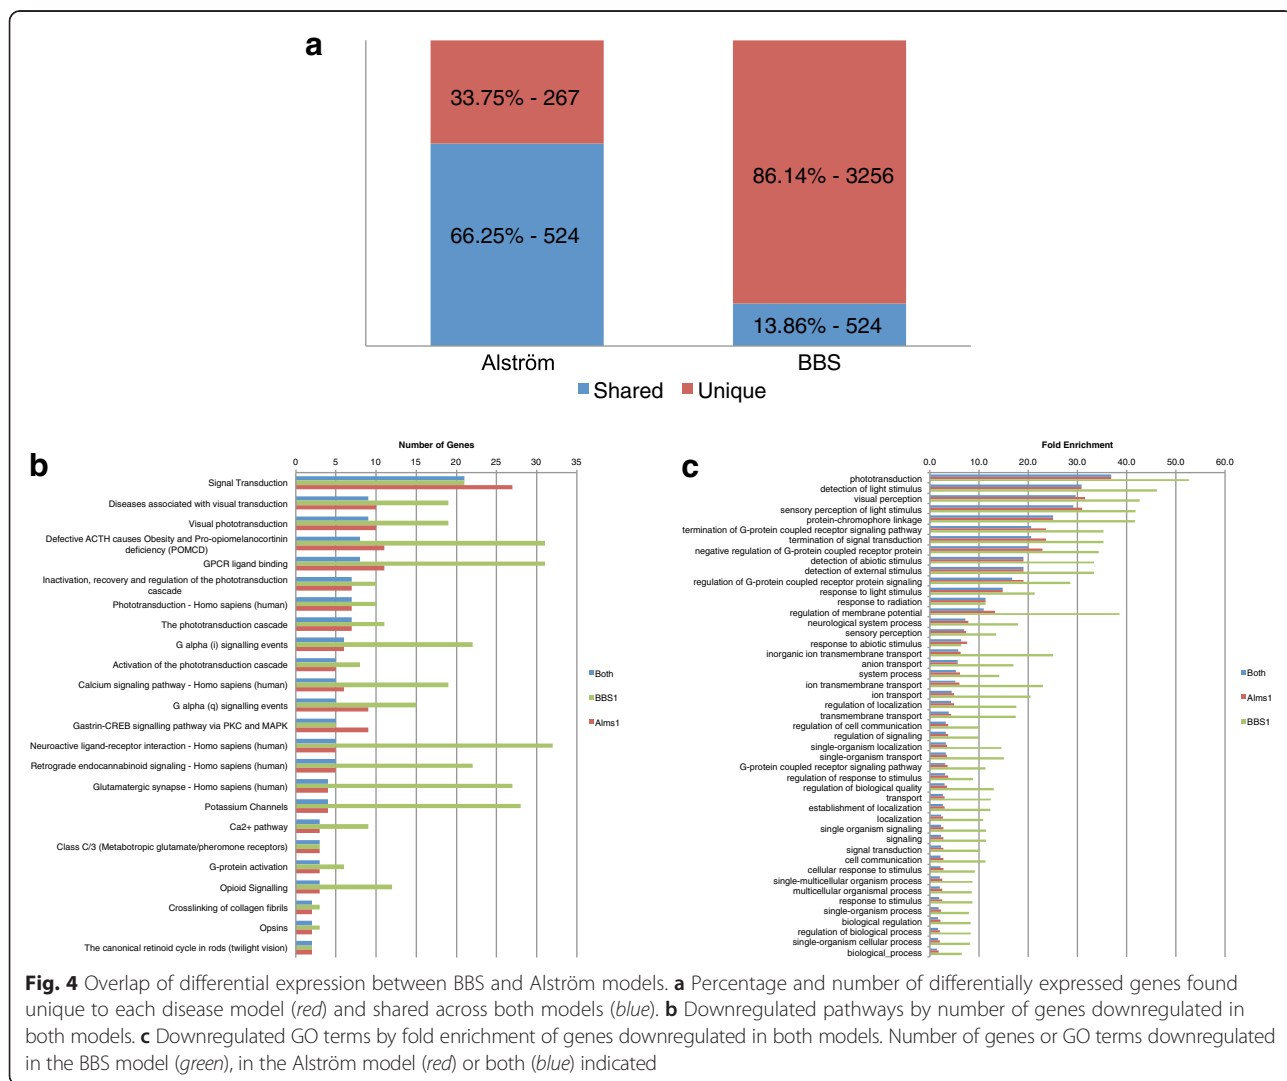 a
33.75% - 267
66.25% - 524
86.14% - 3256
13.86% - 524
Alström
BBS
Shared
Unique
b
Number of Genes
0 5 10 15 20 25 30 35
Signal Transduction
Diseases associated with visual transduction
Visual phototransduction
Defective ACTH causes Obesity and Pro-opiomelanocortinin
deficiency (POMCD)
GPCR ligand binding
Inactivation, recovery and regulation of the phototransduction
cascade
Phototransduction - Homo sapiens (human)
The phototransduction cascade
G alpha (i) signalling events
Activation of the phototransduction cascade
Calcium signaling pathway - Homo sapiens (human)
G alpha (q) signalling events
Gastrin-CREB signalling pathway via PKC and MAPK
Neuroactive ligand-receptor interaction - Homo sapiens (human)
Retrograde endocannabinoid signaling - Homo sapiens (human)
Glutamatergic synapse - Homo sapiens (human)
Potassium Channels
Ca2+ pathway
Class C/3 (Metabotropic glutamate/pheromone receptors)
G-protein activation
Opioid Signalling
Crosslinking of collagen fibrils
Opsins
The canonical retinoid cycle in rods (twilight vision)
Both
BBS1
Alms1
c
Fold Enrichment
0.0 10.0 20.0 30.0 40.0 50.0 60.0
phototransduction
detection of light stimulus
visual perception
sensory perception of light stimulus
protein-chromophore linkage
termination of G-protein coupled receptor signaling pathway
termination of signal transduction
negative regulation of G-protein coupled receptor protein
detection of abiotic stimulus
detection of external stimulus
regulation of G-protein coupled receptor protein signaling
response to light stimulus
response to radiation
regulation of membrane potential
neurological system process
sensory perception
response to abiotic stimulus
inorganic ion transmembrane transport
anion transport
system process
ion transmembrane transport
ion transport
regulation of localization
transmembrane transport
regulation of cell communication
regulation of signaling
single-organism localization
single-organism transport
G-protein coupled receptor signaling pathway
regulation of response to stimulus
regulation of biological quality
transport
establishment of localization
localization
single organism signaling
signaling
signal transduction
cell communication
cellular response to stimulus
single-multicellular organism process
multicellular organismal process
response to stimulus
single-organism process
biological regulation
regulation of biological process
single-organism cellular process
biological_process
Both
Alms1
BBS1
Fig. 4 Overlap of differential expression between BBS and Alström models. a Percentage and number of differentially expressed genes found
unique to each disease model (red) and shared across both models (blue). b Downregulated pathways by number of genes downregulated in
both models. c Downregulated GO terms by fold enrichment of genes downregulated in both models. Number of genes or GO terms downregulated
in the BBS model (green), in the Alström model (red) or both (blue) indicated